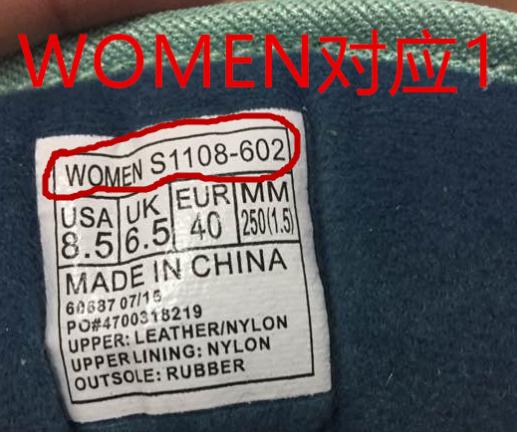 WOMEN对应1
WOMEN S1108-602
USA UK EUR MM
8.5 6.5 40 250(1.5)
MADE IN CHINA
60687 07/15
PO#4700318219
UPPER: LEATHER/NYLON
UPPER LINING: NYLON
OUTSOLE: RUBBER